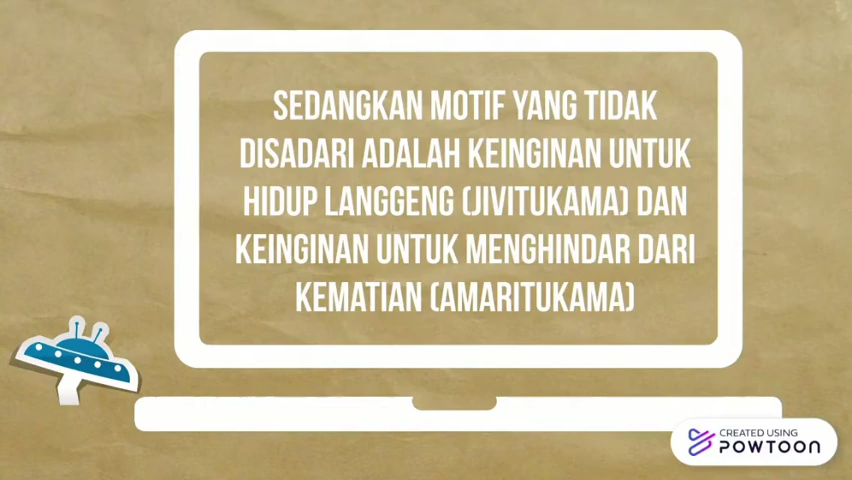 SEDANGKAN MOTIF YANG TIDAK
DISADARI ADALAH KEINGINAN UNTUK
HIDUP LANGGENG (JIVITUKAMA) DAN
KEINGINAN UNTUK MENGHINDAR DARI
KEMATIAN (AMARITUKAMA)
CREATED USING
POWTOON